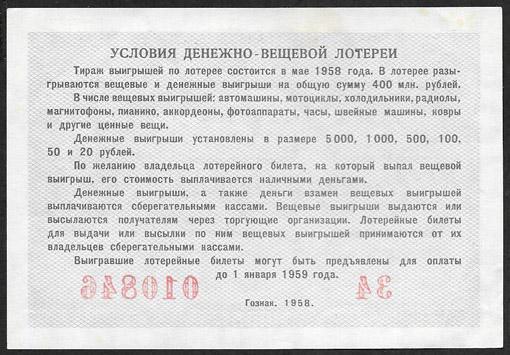 УСЛОВИЯ ДЕНЕЖНО-ВЕЩЕВОЙ ЛОТЕРЕИ
Тираж выигрышей по лотерее состоится в мае 1958 года. В лотерее разы-
грываются вещевые и денежные выигрыши на общую сумму 400 млн. рублей.
В числе вещевых выигрышей: автомашины, мотоциклы, холодильники, радиолы,
магнитофоны, пианино, аккордеоны, фотоаппараты, часы, швейные машины, ковры
и другие ценные вещи.
Денежные выигрыши установлены в размере 5000, 1000, 500, 100,
50 и 20 рублей.
По желанию владельца лотерейного билета, на который выпал вещевой
выигрыш, его стоимость выплачивается наличными деньгами.
Денежные выигрыши, а также деньги взамен вещевых выигрышей
выплачиваются сберегательными кассами. Вещевые выигрыши выдаются или
высылаются получателям через торгующие организации. Лотерейные билеты
для выдачи или высылки по ним вещевых выигрышей принимаются от их
владельцев сберегательными кассами.
Выигравшие лотерейные билеты могут быть предъявлены для оплаты
до 1 января 1959 года.
010846 34
Гознак. 1958.